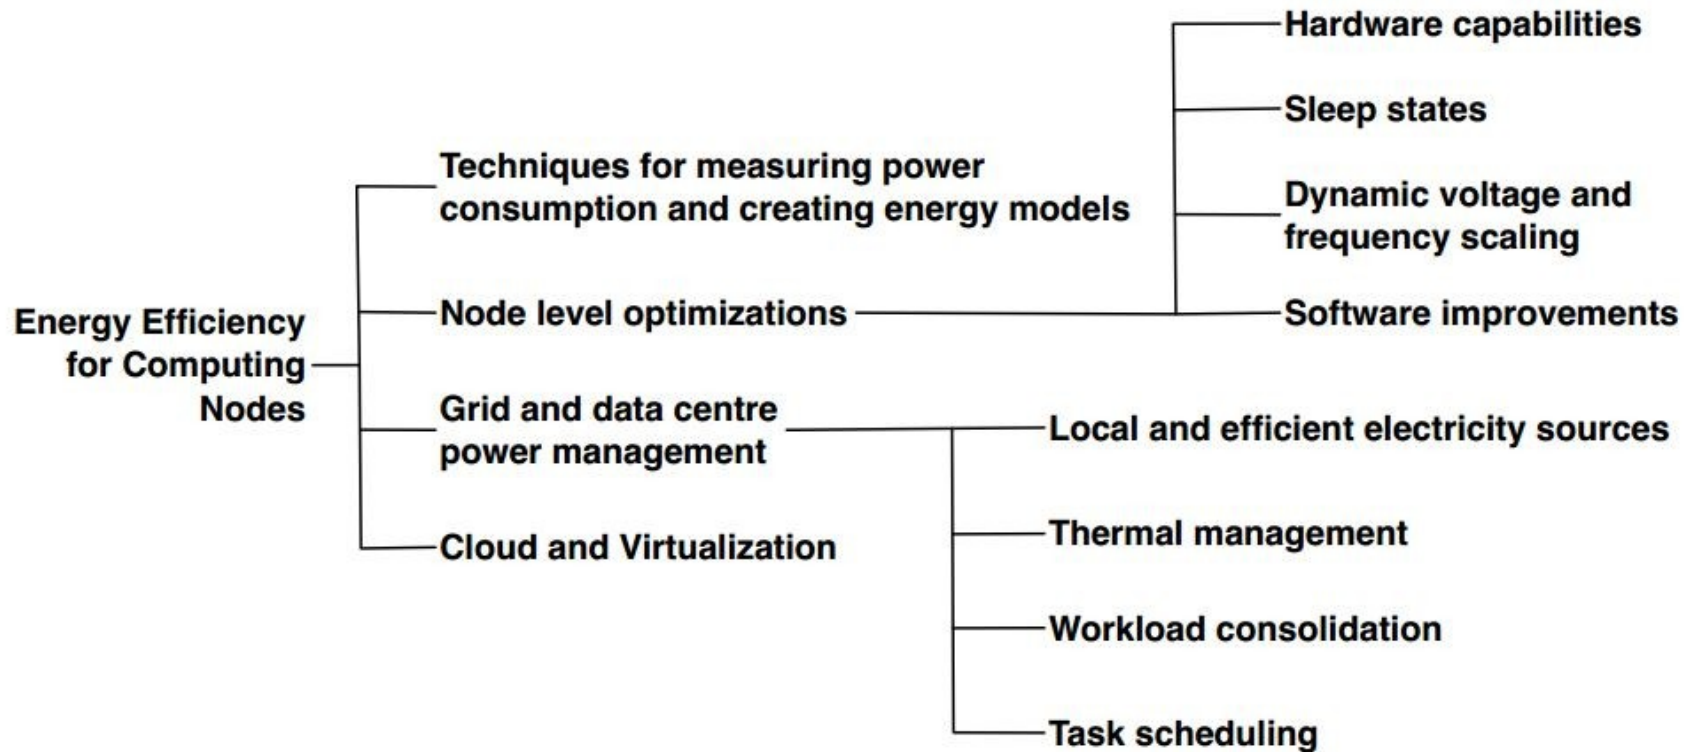 Energy Efficiency
for Computing
Nodes
Techniques for measuring power
consumption and creating energy models
Node level optimizations
Hardware capabilities
Sleep states
Dynamic voltage and
frequency scaling
Software improvements
Grid and data centre
power management
Local and efficient electricity sources
Thermal management
Workload consolidation
Task scheduling
Cloud and Virtualization